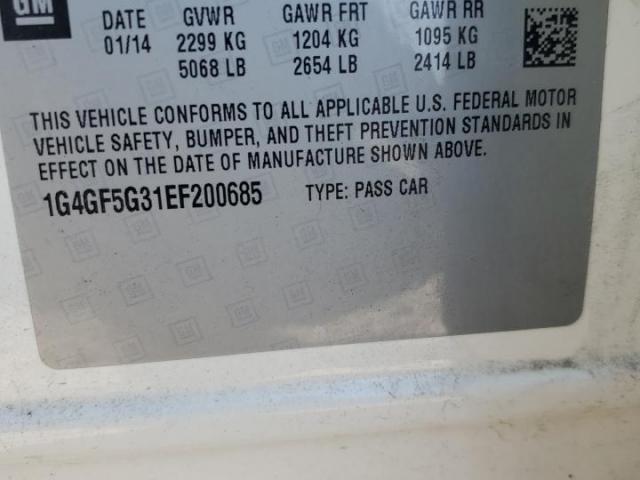 GM
DATE GVWR GAWR FRT GAWR RR
01/14 2299 KG 1204 KG 1095 KG
5068 LB 2654 LB 2414 LB
THIS VEHICLE CONFORMS TO ALL APPLICABLE U.S. FEDERAL MOTOR
VEHICLE SAFETY, BUMPER, AND THEFT PREVENTION STANDARDS IN
EFFECT ON THE DATE OF MANUFACTURE SHOWN ABOVE.
1G4GF5G31EF200685 TYPE: PASS CAR